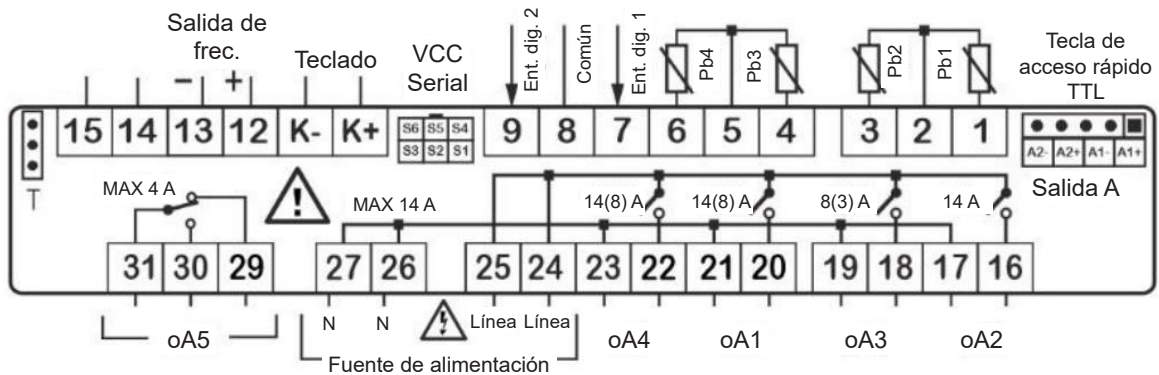 Salida de
frec.
Teclado
VCC
Serial
Ent. dig. 2
Común
Ent. dig. 1
Pb4
Pb3
Pb2
Pb1
Tecla de
acceso rápido
TTL
− +
15 14 13 12 K- K+
S6 S5 S4
S3 S2 S1
9 8 7 6 5 4 3 2 1
A2- A2+ A1- A1+
Salida A
T
MAX 4 A
!
MAX 14 A
14(8) A
14(8) A
8(3) A
14 A
31 30 29 27 26 25 24 23 22 21 20 19 18 17 16
N N
Línea Línea
oA5
oA4
oA1
oA3
oA2
Fuente de alimentación